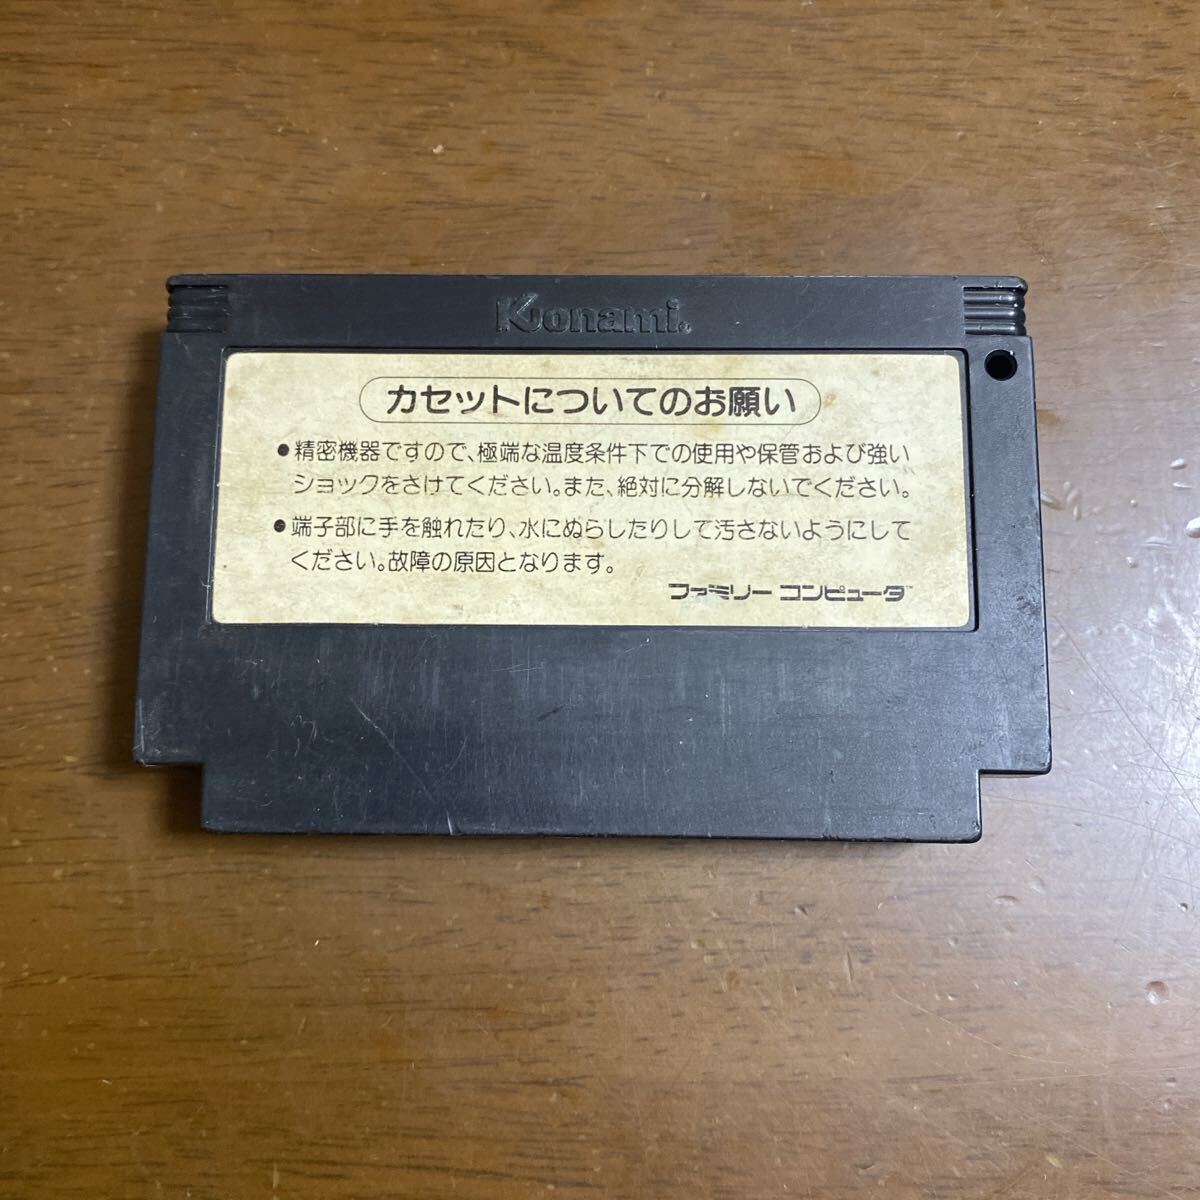 Konami.
カセットについてのお願い
●精密機器ですので、極端な温度条件下での使用や保管および強い
ショックをさけてください。また、絶対に分解しないでください。
●端子部に手を触れたり、水にぬらしたりして汚さないようにして
ください。故障の原因となります。
ファミリーコンピュータ™